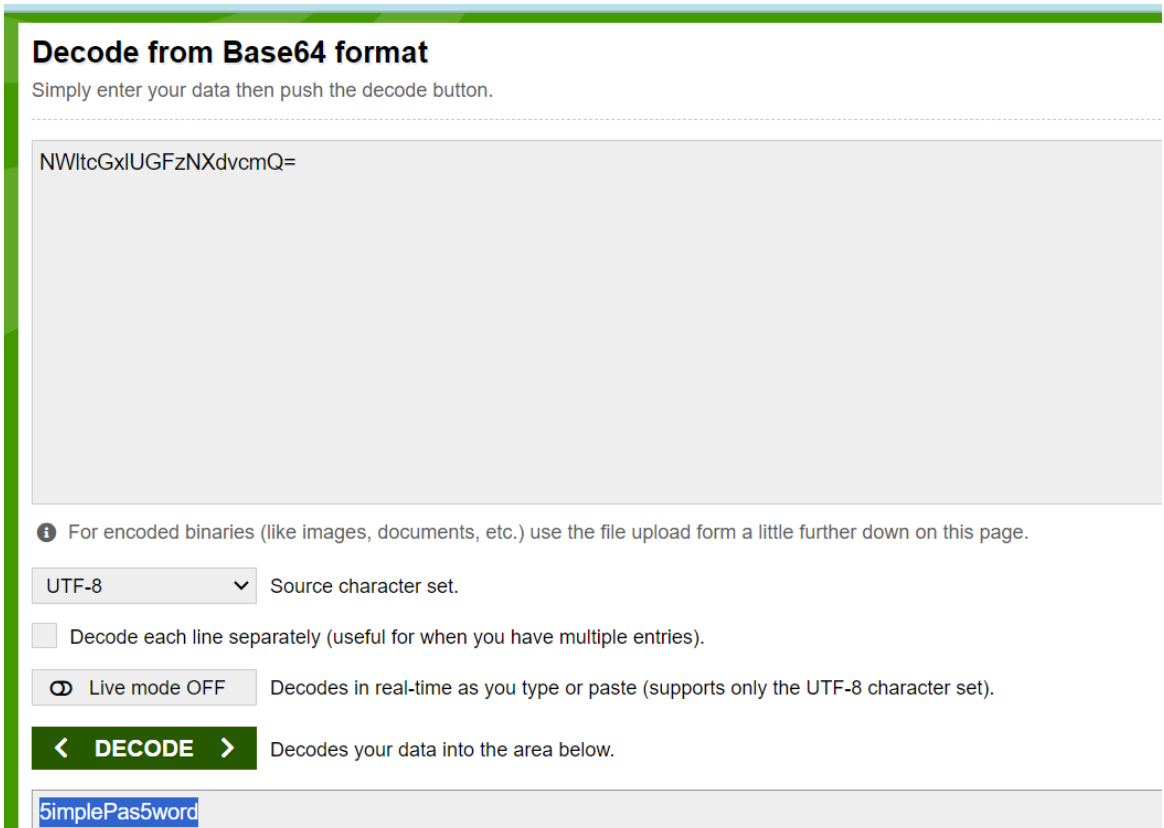 Decode from Base64 format
Simply enter your data then push the decode button.
NWltcGxlUGFzNXdvcmQ=
For encoded binaries (like images, documents, etc.) use the file upload form a little further down on this page.
UTF-8 Source character set.
Decode each line separately (useful for when you have multiple entries).
Live mode OFF Decodes in real-time as you type or paste (supports only the UTF-8 character set).
< DECODE > Decodes your data into the area below.
5implePas5word